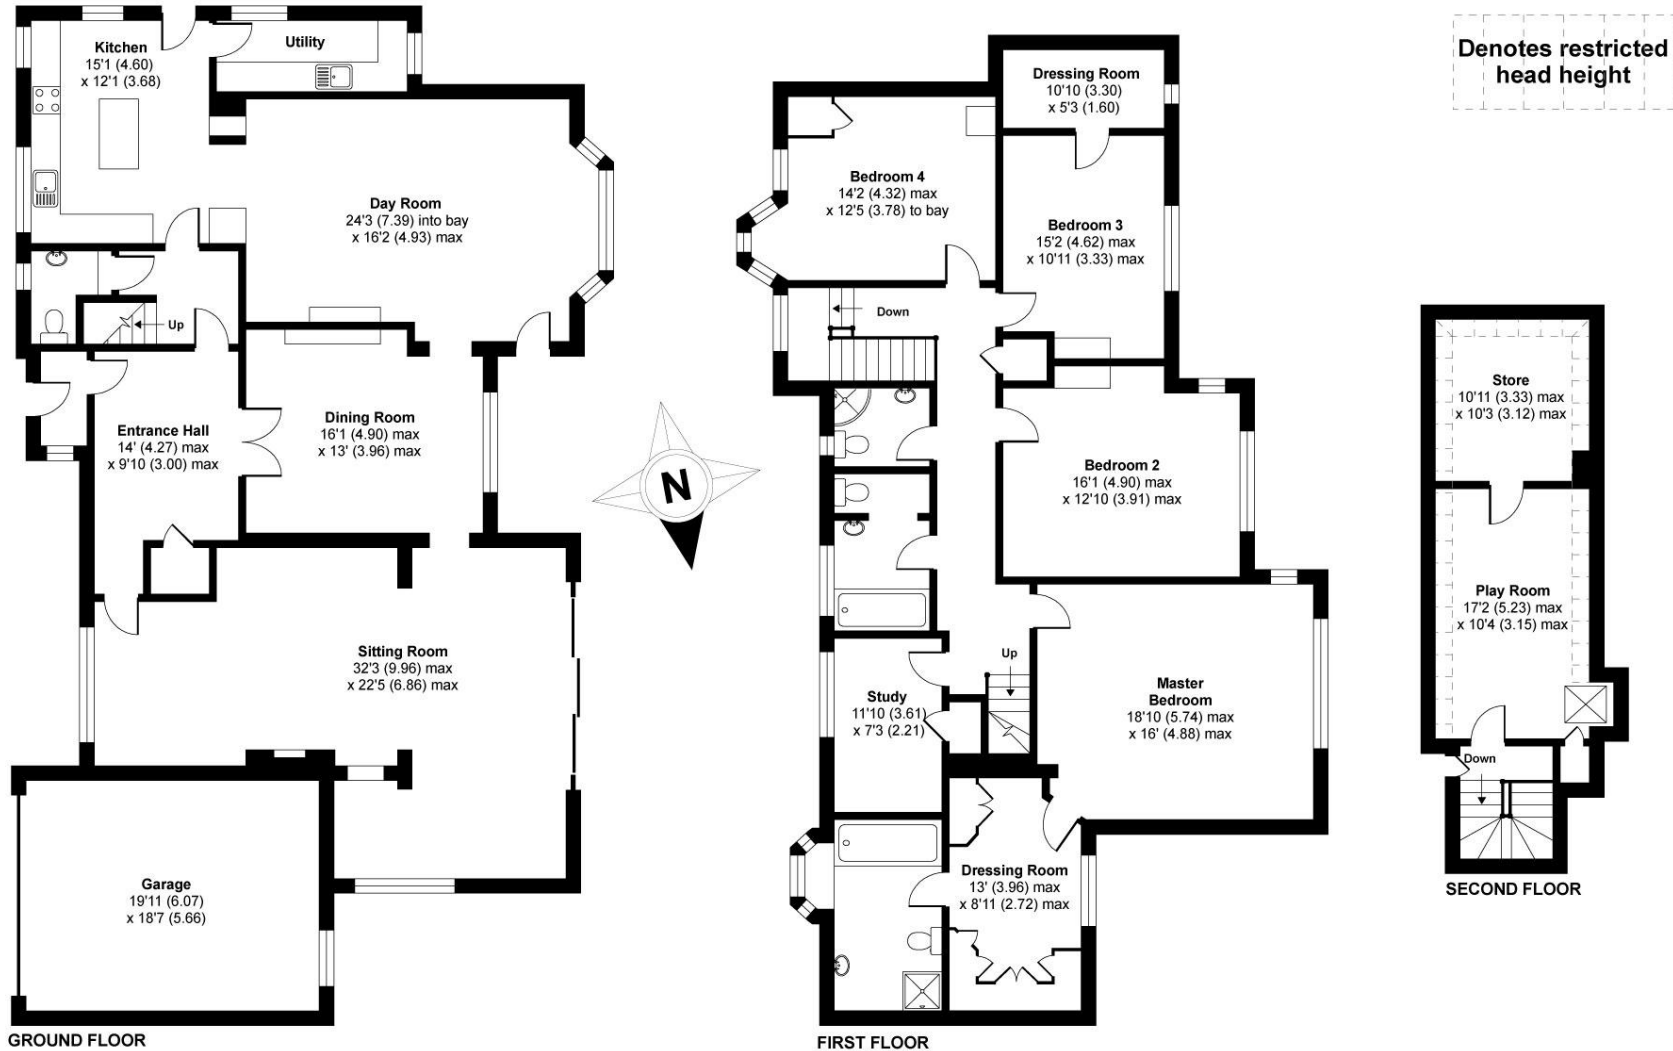 Kitchen
15'1 (4.60)
x 12'1 (3.68)
Utility
Day Room
24'3 (7.39) into bay
x 16'2 (4.93) max
Up
Dining Room
16'1 (4.90) max
x 13' (3.96) max
Entrance Hall
14' (4.27) max
x 9'10 (3.00) max
Sitting Room
32'3 (9.96) max
x 22'5 (6.86) max
Garage
19'11 (6.07)
x 18'7 (5.66)
GROUND FLOOR
N
Dressing Room
10'10 (3.30)
x 5'3 (1.60)
Bedroom 4
14'2 (4.32) max
x 12'5 (3.78) to bay
Bedroom 3
15'2 (4.62) max
x 10'11 (3.33) max
Down
Bedroom 2
16'1 (4.90) max
x 12'10 (3.91) max
Up
Master
Bedroom
18'10 (5.74) max
x 16' (4.88) max
Study
11'10 (3.61)
x 7'3 (2.21)
Dressing Room
13' (3.96) max
x 8'11 (2.72) max
FIRST FLOOR
Denotes restricted
head height
Store
10'11 (3.33) max
x 10'3 (3.12) max
Play Room
17'2 (5.23) max
x 10'4 (3.15) max
Down
SECOND FLOOR